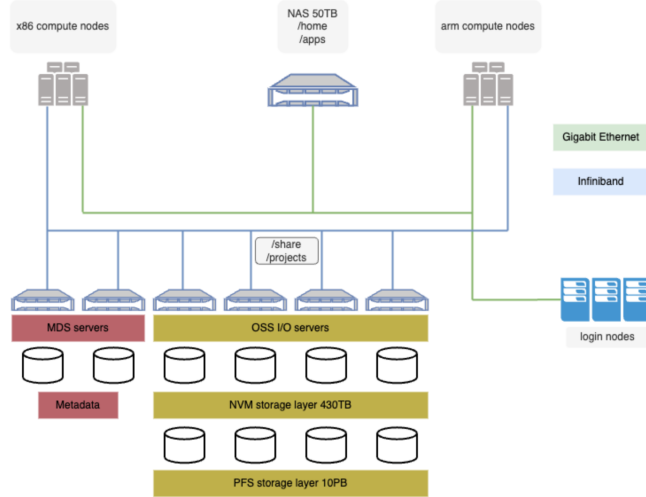 x86 compute nodes
NAS 50TB
/home
/apps
arm compute nodes
Gigabit Ethernet
Infiniband
/share
/projects
MDS servers
OSS I/O servers
login nodes
Metadata
NVM storage layer 430TB
PFS storage layer 10PB